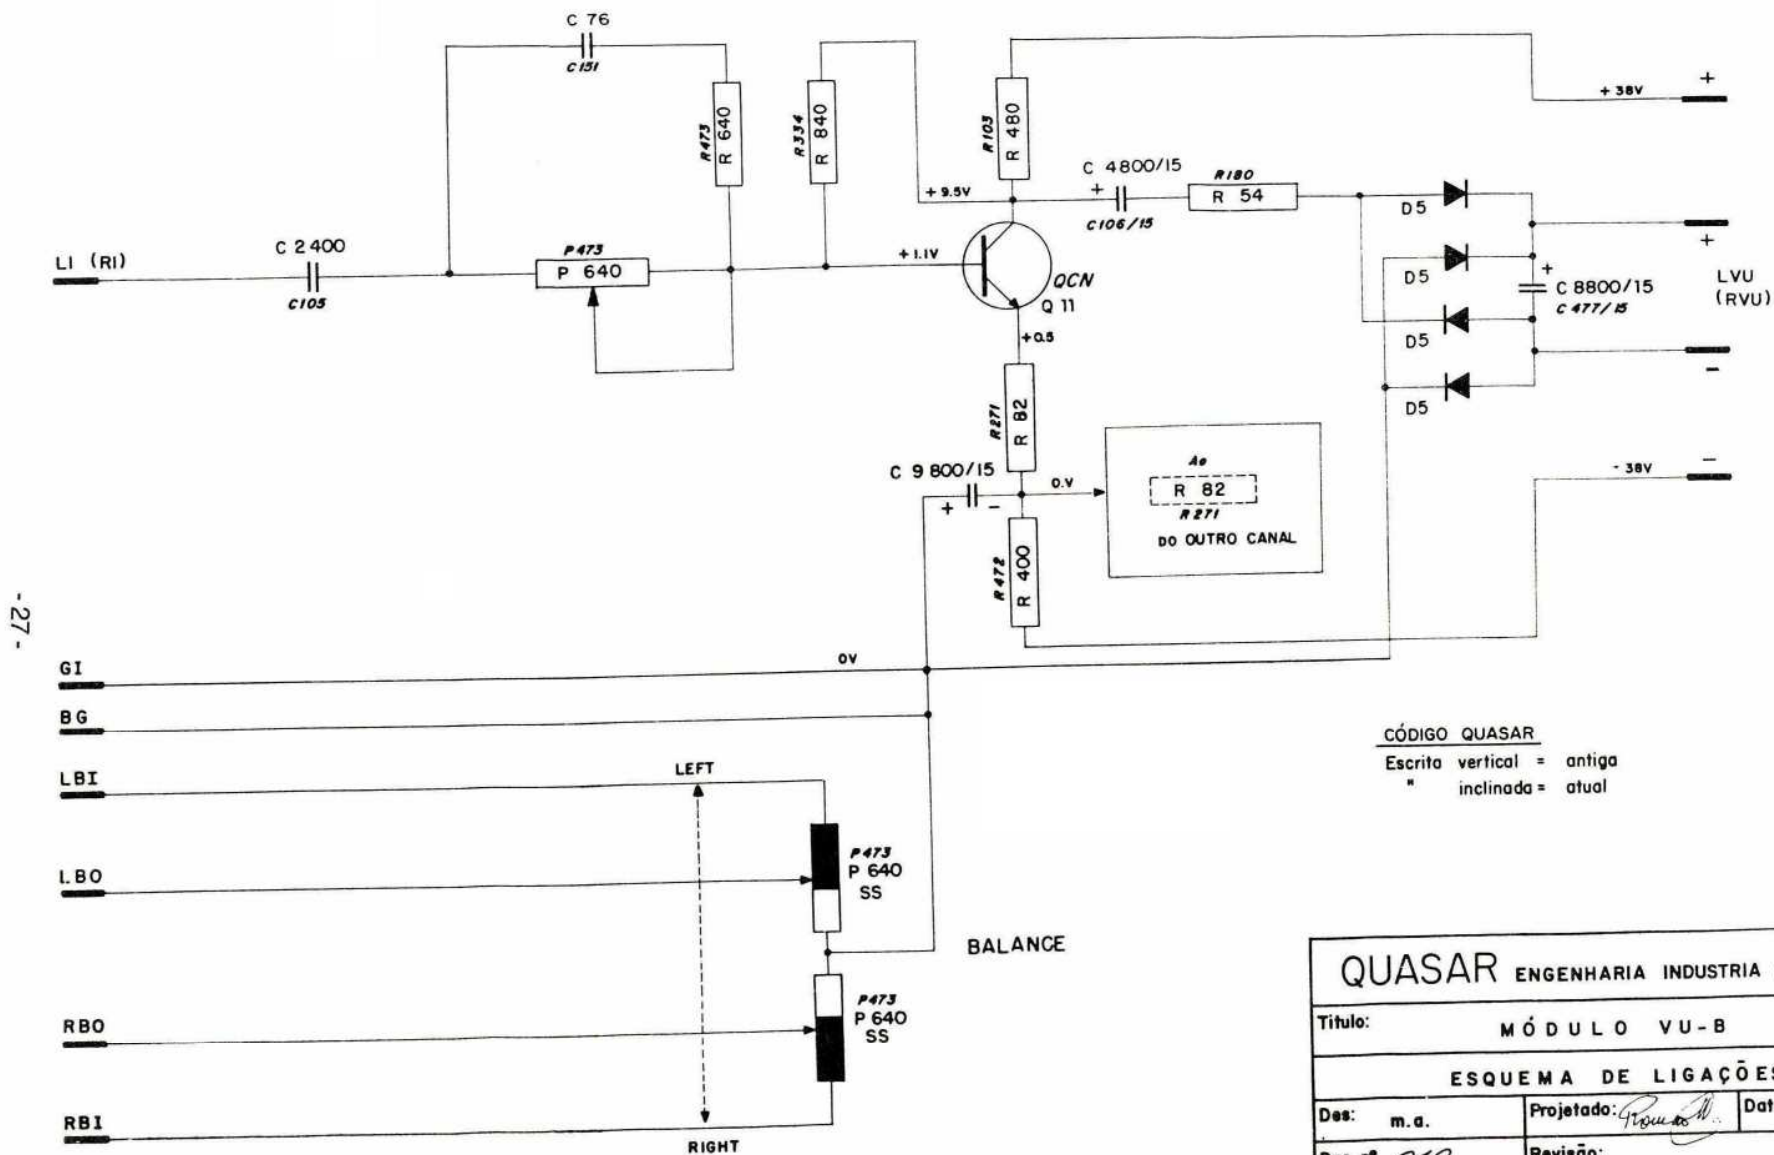 C 76
C151
R473
R 640
R334
R 840
R103
R 480
+ 38V
+
C 4800/15
+
C106/15
R180
R 54
+ 9.5V
D5
+
LI (RI)
C 2400
C105
P473
P 640
+1.1V
QCN
Q 11
D5
+
C 8800/15
C 477/15
LVU
(RVU)
+0.5
D5
-
D5
R271
R 82
C 9 800/15
+ -
0.V
Ao
R 82
R271
DO OUTRO CANAL
- 38V
-
R472
R 400
-27-
GI
0V
BG
CÓDIGO QUASAR
Escrita vertical = antiga
" inclinada = atual
LBI
LEFT
LBO
P473
P 640
SS
BALANCE
RBO
P473
P 640
SS
RBI
RIGHT
QUASAR ENGENHARIA INDUSTRIA
Titulo: MÓDULO VU-B
ESQUEMA DE LIGAÇÕES
Des: m.a.
Projetado:
Dat
Revisão: